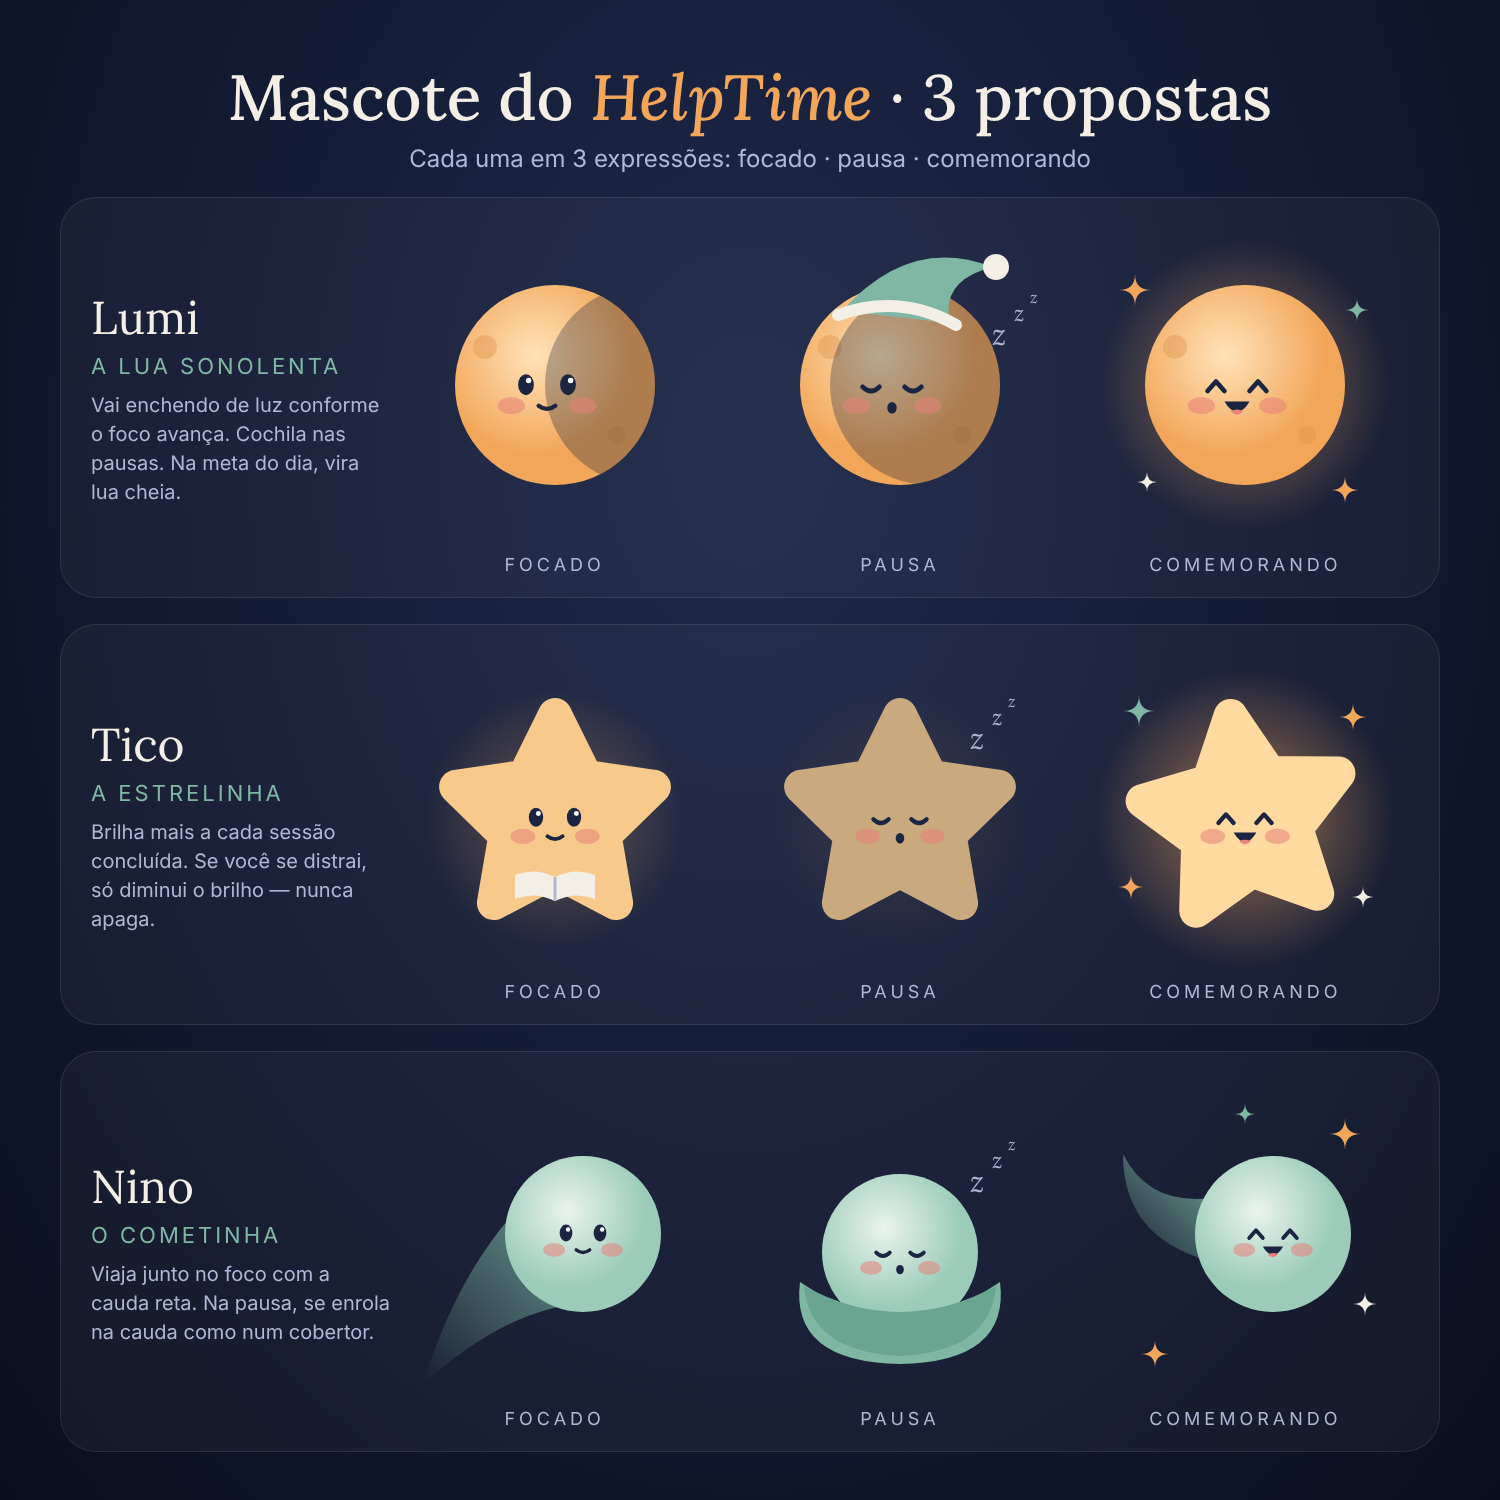 Mascote do HelpTime · 3 propostas
Cada uma em 3 expressões: focado · pausa · comemorando
Lumi
A LUA SONOLENTA
Vai enchendo de luz conforme
o foco avança. Cochila nas
pausas. Na meta do dia, vira
lua cheia.
z
z
z
FOCADO
PAUSA
COMEMORANDO
Tico
A ESTRELINHA
Brilha mais a cada sessão
concluída. Se você se distrai,
só diminui o brilho — nunca
apaga.
z
z
z
FOCADO
PAUSA
COMEMORANDO
Nino
O COMETINHA
Viaja junto no foco com a
cauda reta. Na pausa, se enrola
na cauda como num cobertor.
z
z
z
FOCADO
PAUSA
COMEMORANDO